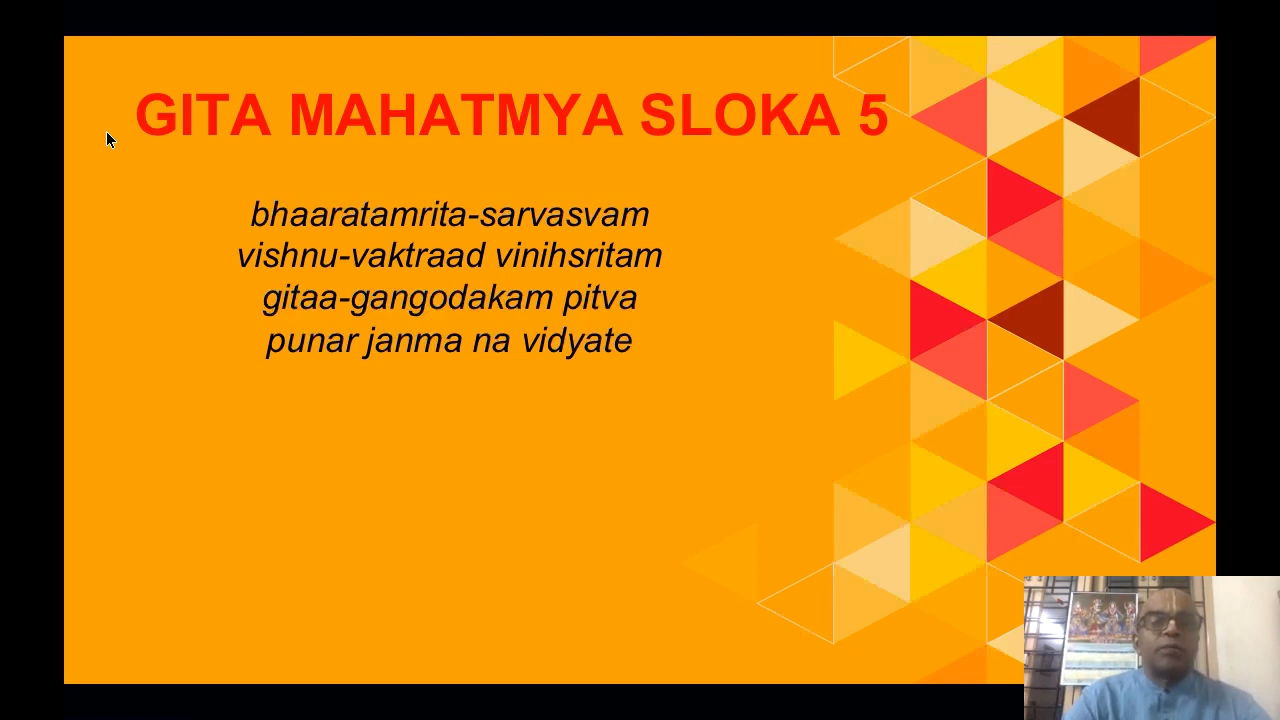 GITA MAHATMYA SLOKA 5
bhaaratamrita-sarvasvam
vishnu-vaktraad vinihsritam
gitaa-gangodakam pitva
punar janma na vidyate